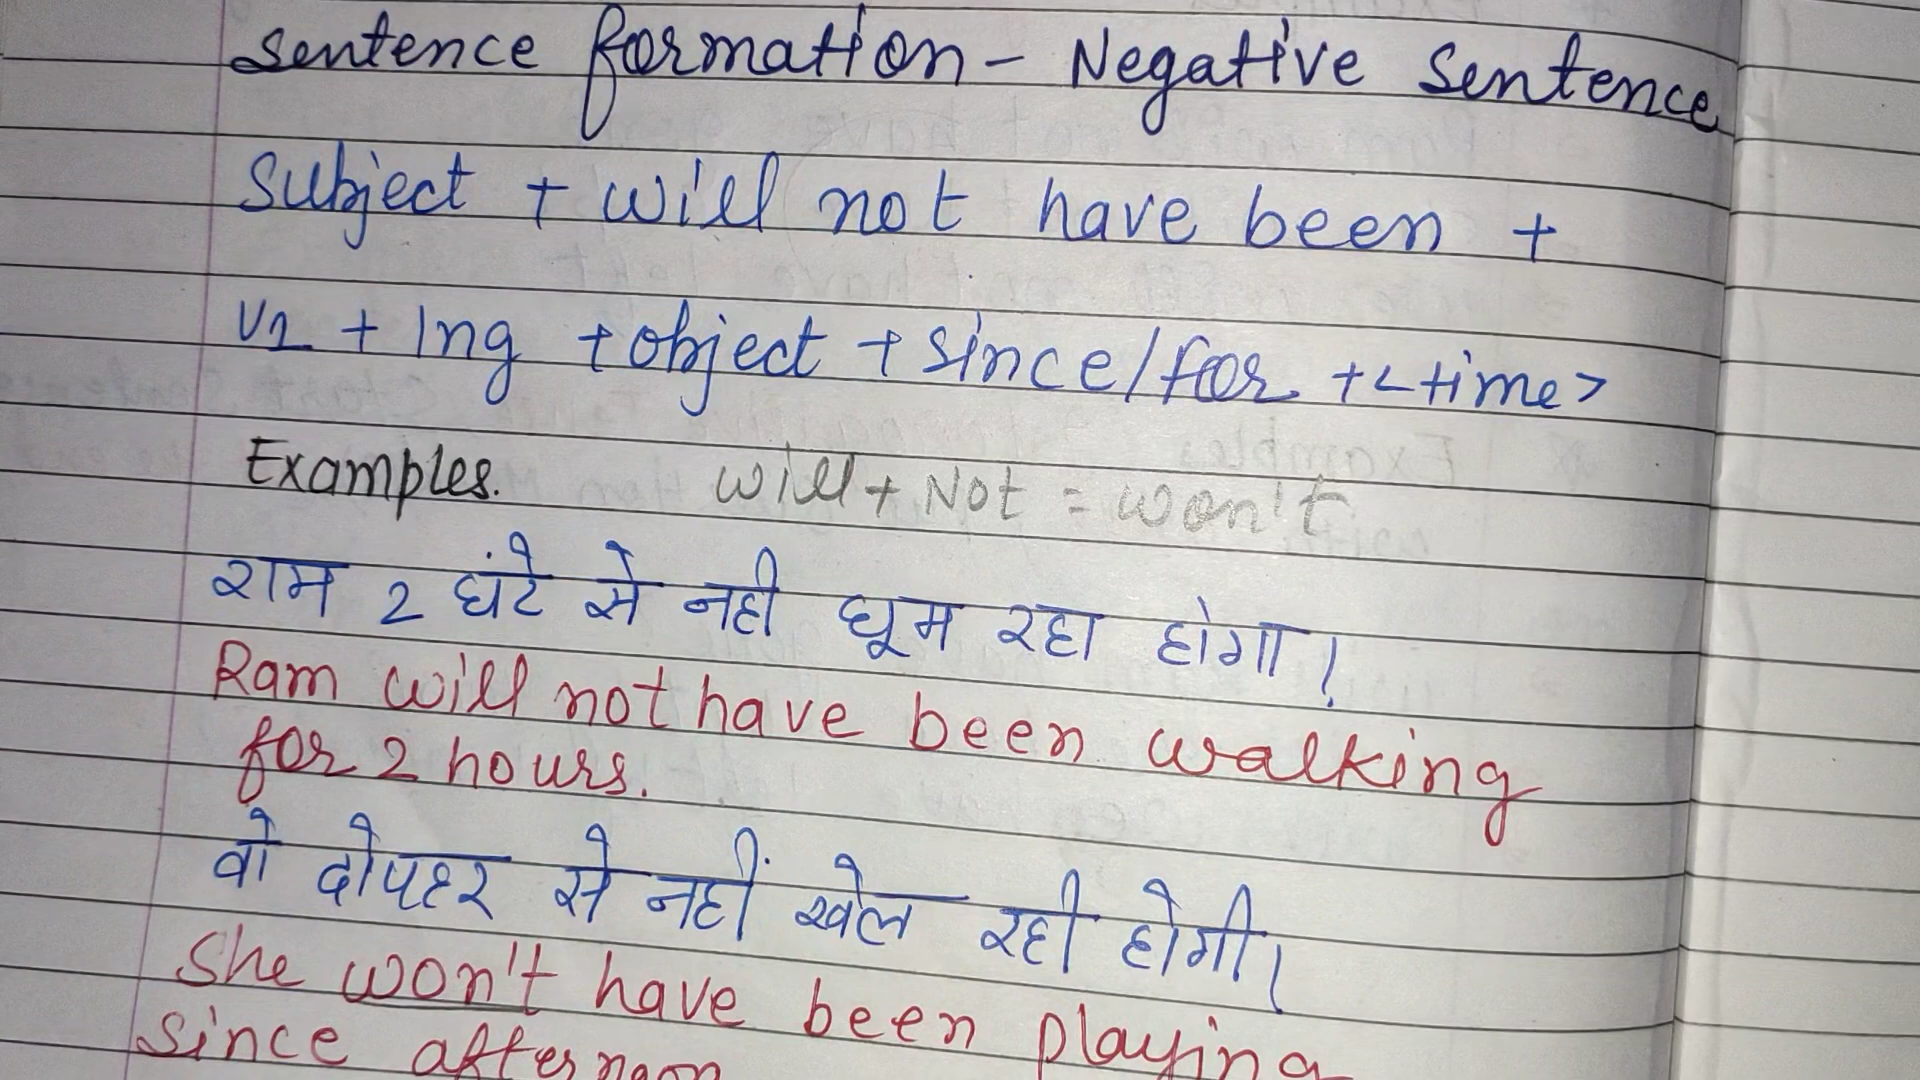 Sentence formation - Negative Sentence
Subject + will not have been +
V1 + Ing + object + since/for + <time>
Examples. will + Not = won't
राम 2 घंटे से नही घूम रहा होगा।
Ram will not have been walking
for 2 hours.
वो दोपहर से नहीं खेल रही होगी।
She won't have been playing
since afternoon